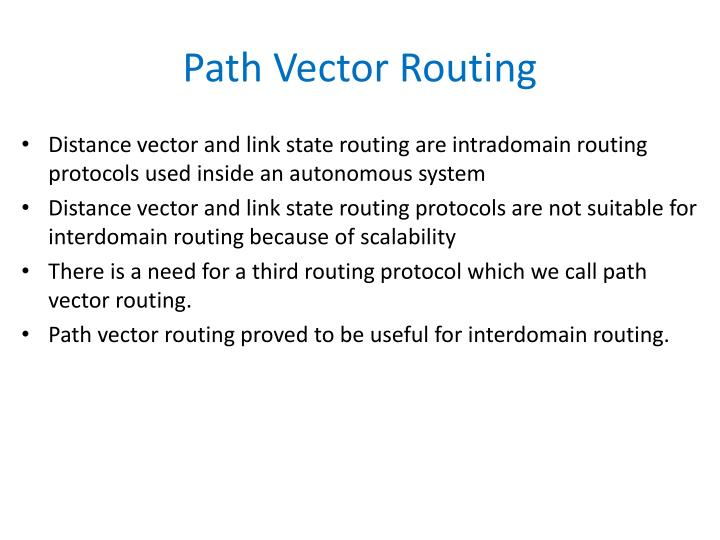 Path Vector Routing
• Distance vector and link state routing are intradomain routing
protocols used inside an autonomous system
• Distance vector and link state routing protocols are not suitable for
interdomain routing because of scalability
• There is a need for a third routing protocol which we call path
vector routing.
• Path vector routing proved to be useful for interdomain routing.